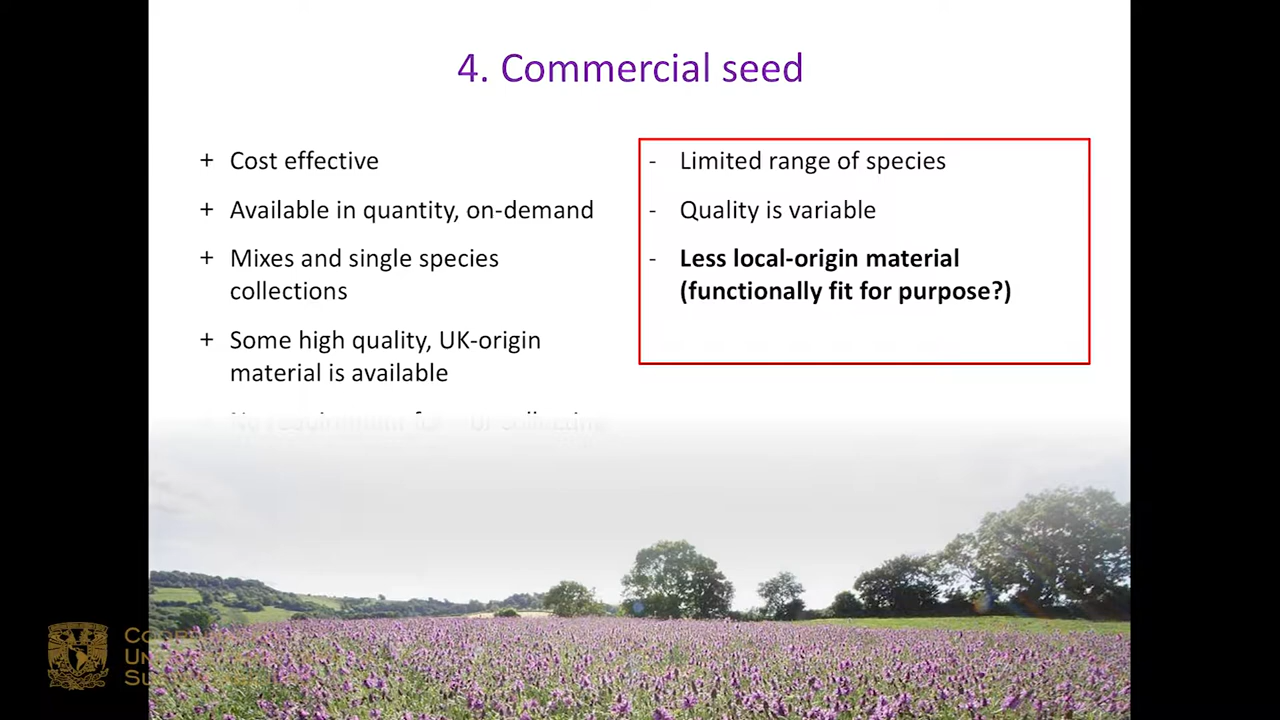 4. Commercial seed
+ Cost effective
+ Available in quantity, on-demand
+ Mixes and single species
collections
+ Some high quality, UK-origin
material is available
- Limited range of species
- Quality is variable
- Less local-origin material
(functionally fit for purpose?)